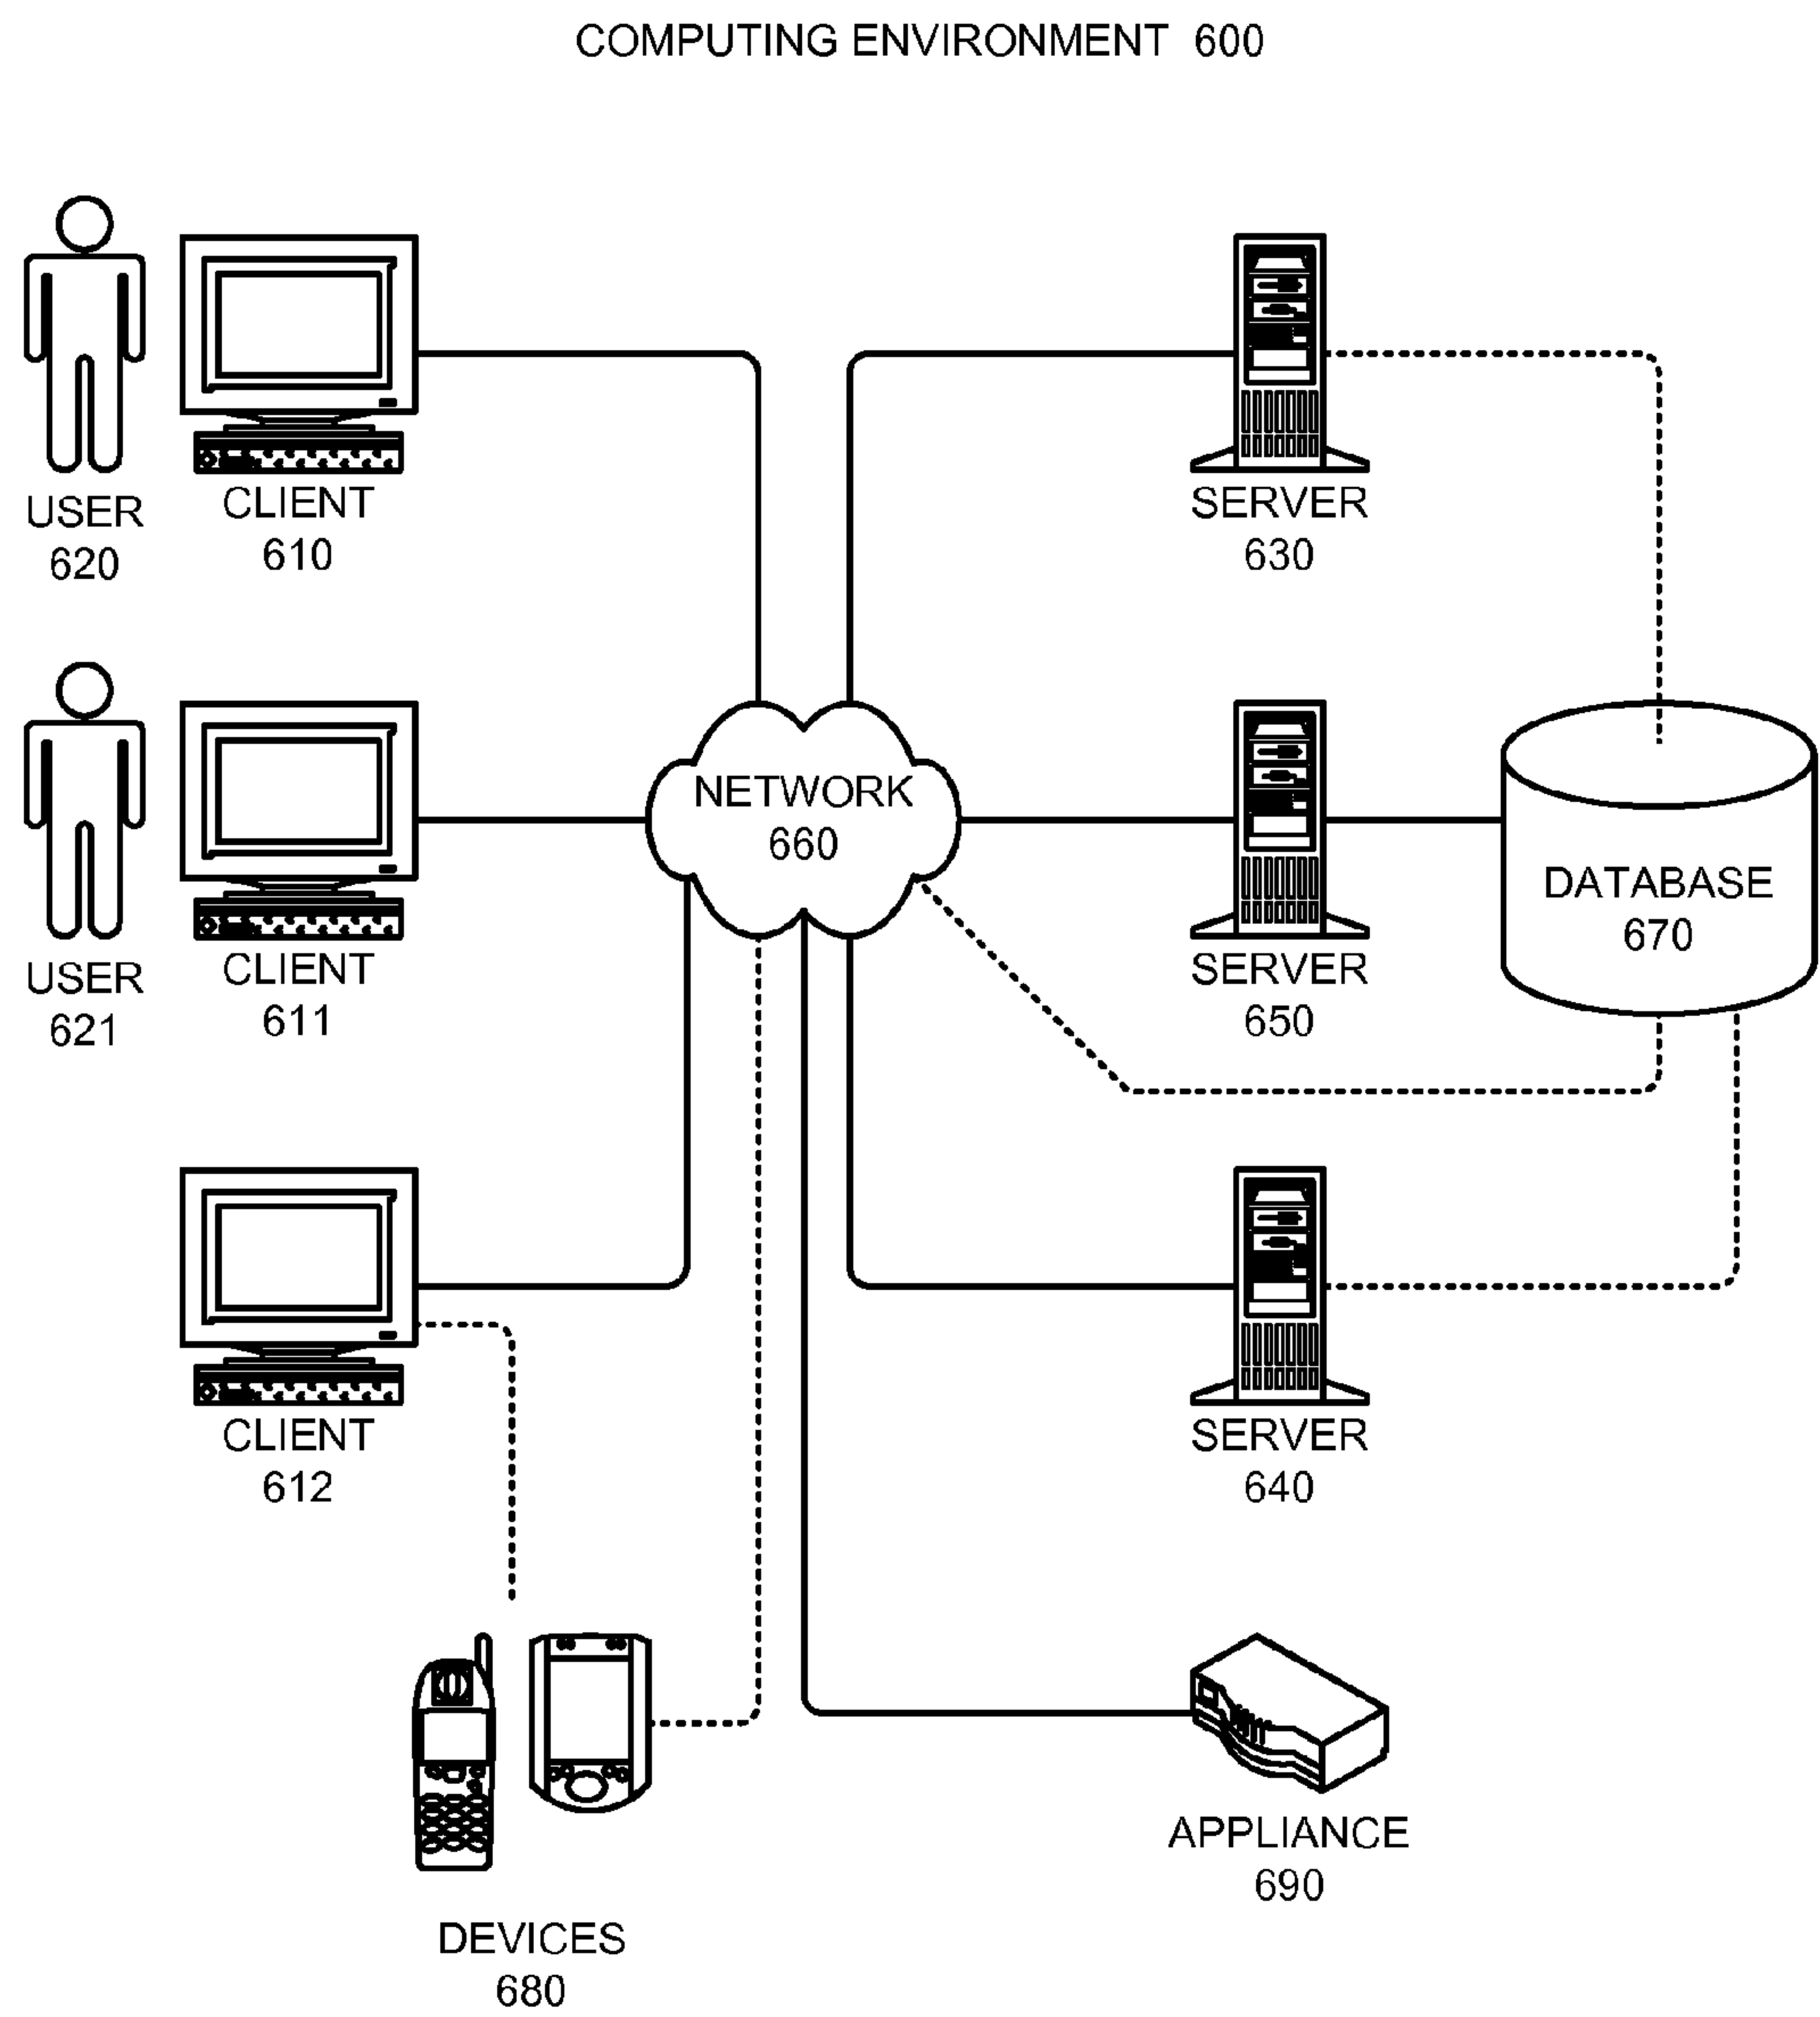 COMPUTING ENVIRONMENT 600
USER
620
CLIENT
610
SERVER
630
USER
621
CLIENT
611
NETWORK
660
SERVER
650
DATABASE
670
CLIENT
612
SERVER
640
DEVICES
680
APPLIANCE
690